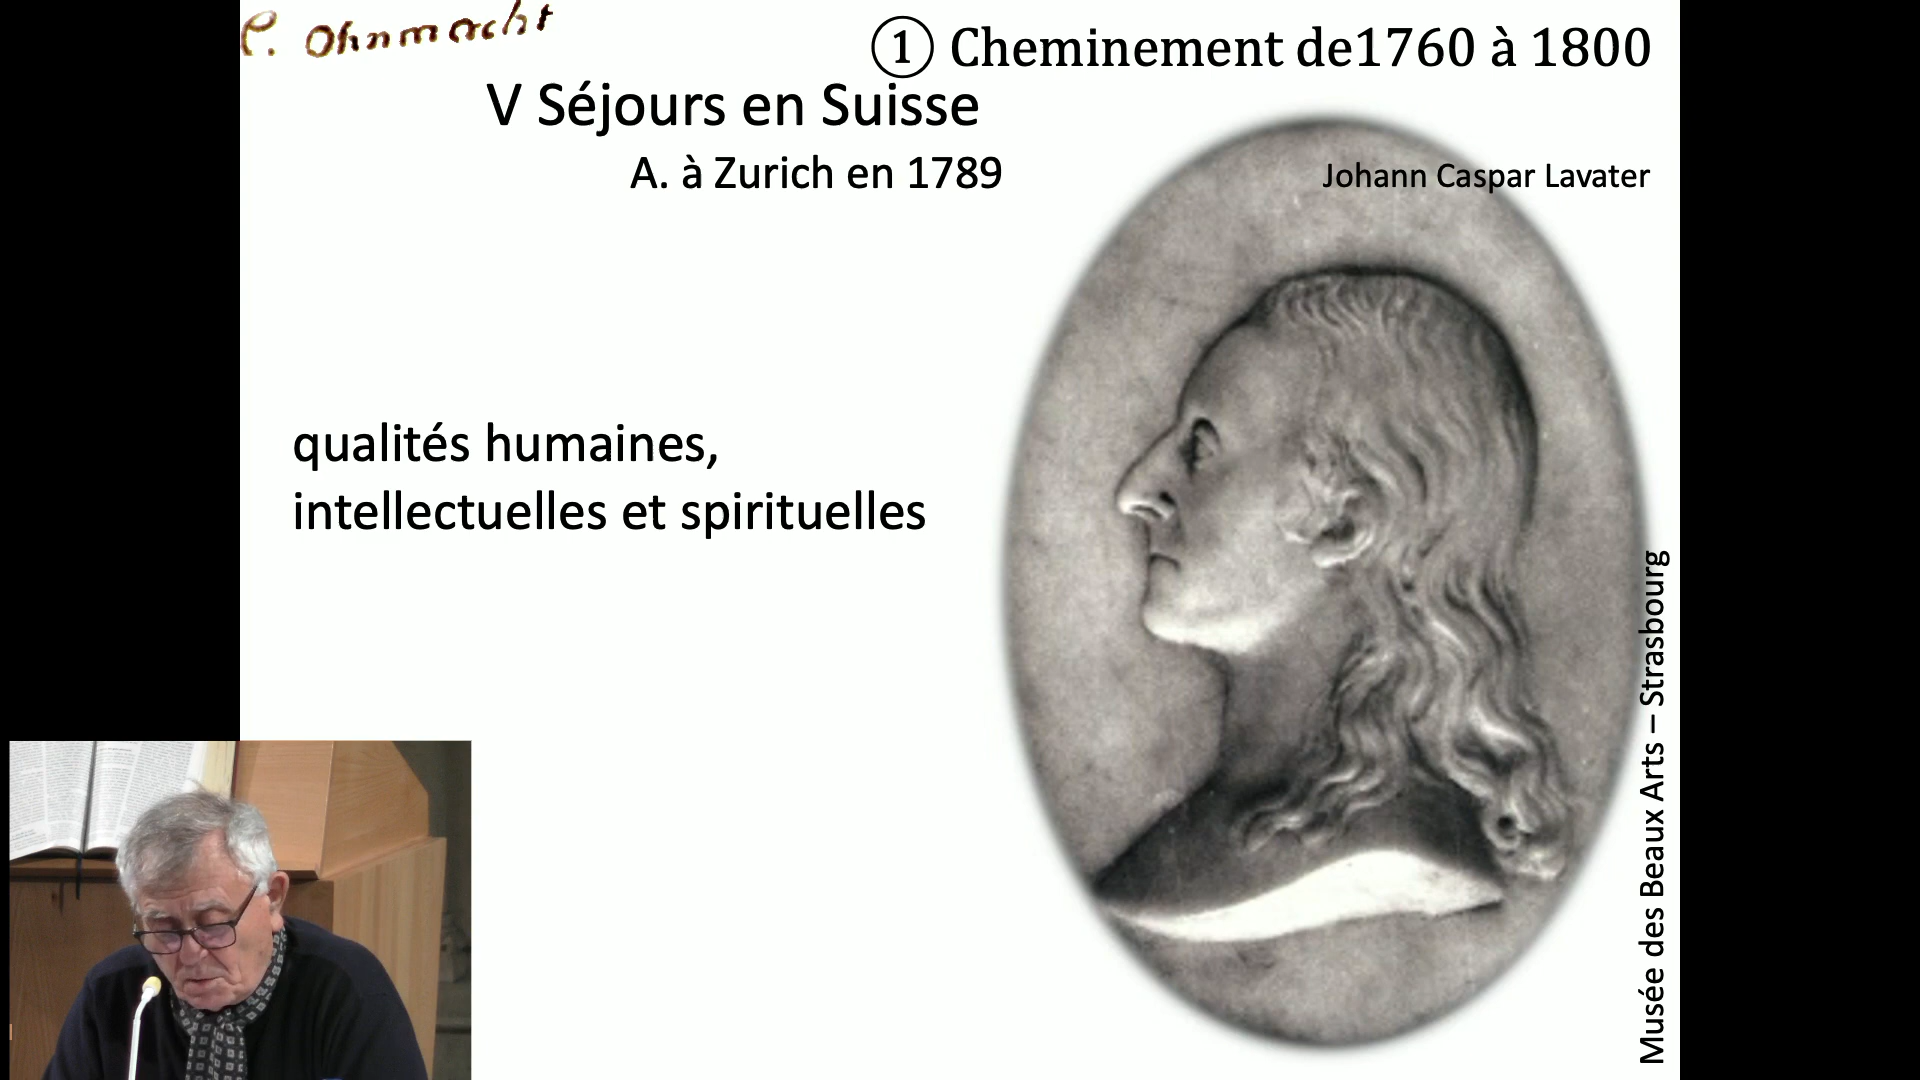 L. Ohnmacht
① Cheminement de1760 à 1800
V Séjours en Suisse
A. à Zurich en 1789
Johann Caspar Lavater
qualités humaines,
intellectuelles et spirituelles
Musée des Beaux Arts – Strasbourg